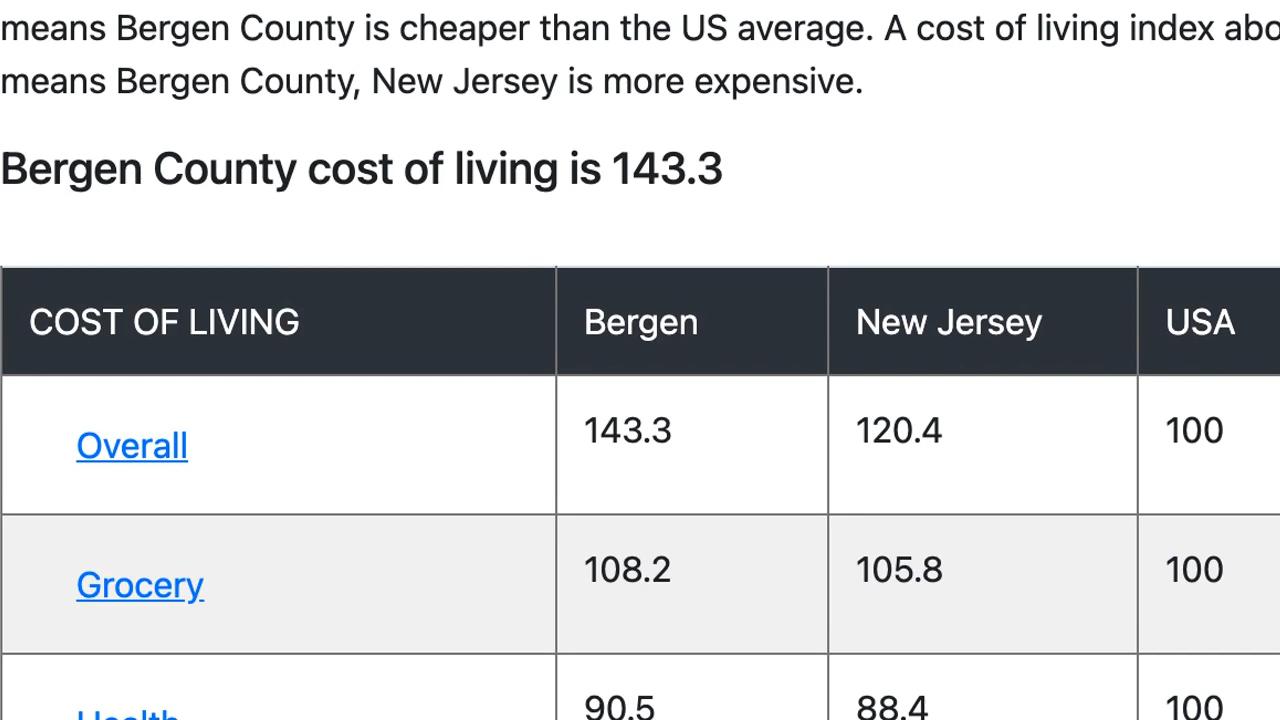 means Bergen County is cheaper than the US average. A cost of living index abo
means Bergen County, New Jersey is more expensive.
Bergen County cost of living is 143.3
COST OF LIVING Bergen New Jersey USA
Overall 143.3 120.4 100
Grocery 108.2 105.8 100
Health 90.5 88.4 100